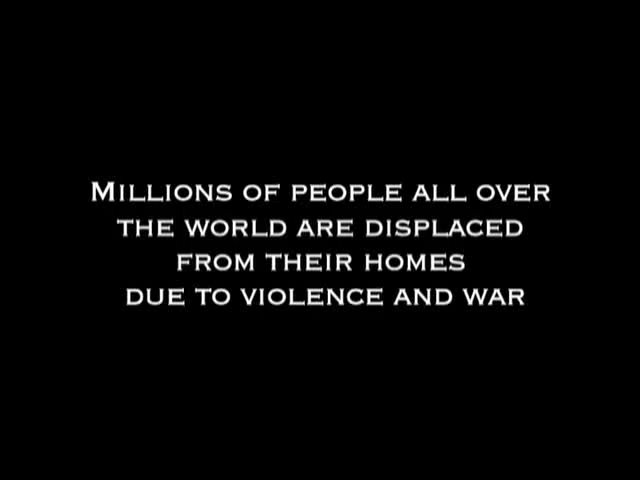 Millions of people all over
the world are displaced
from their homes
due to violence and war